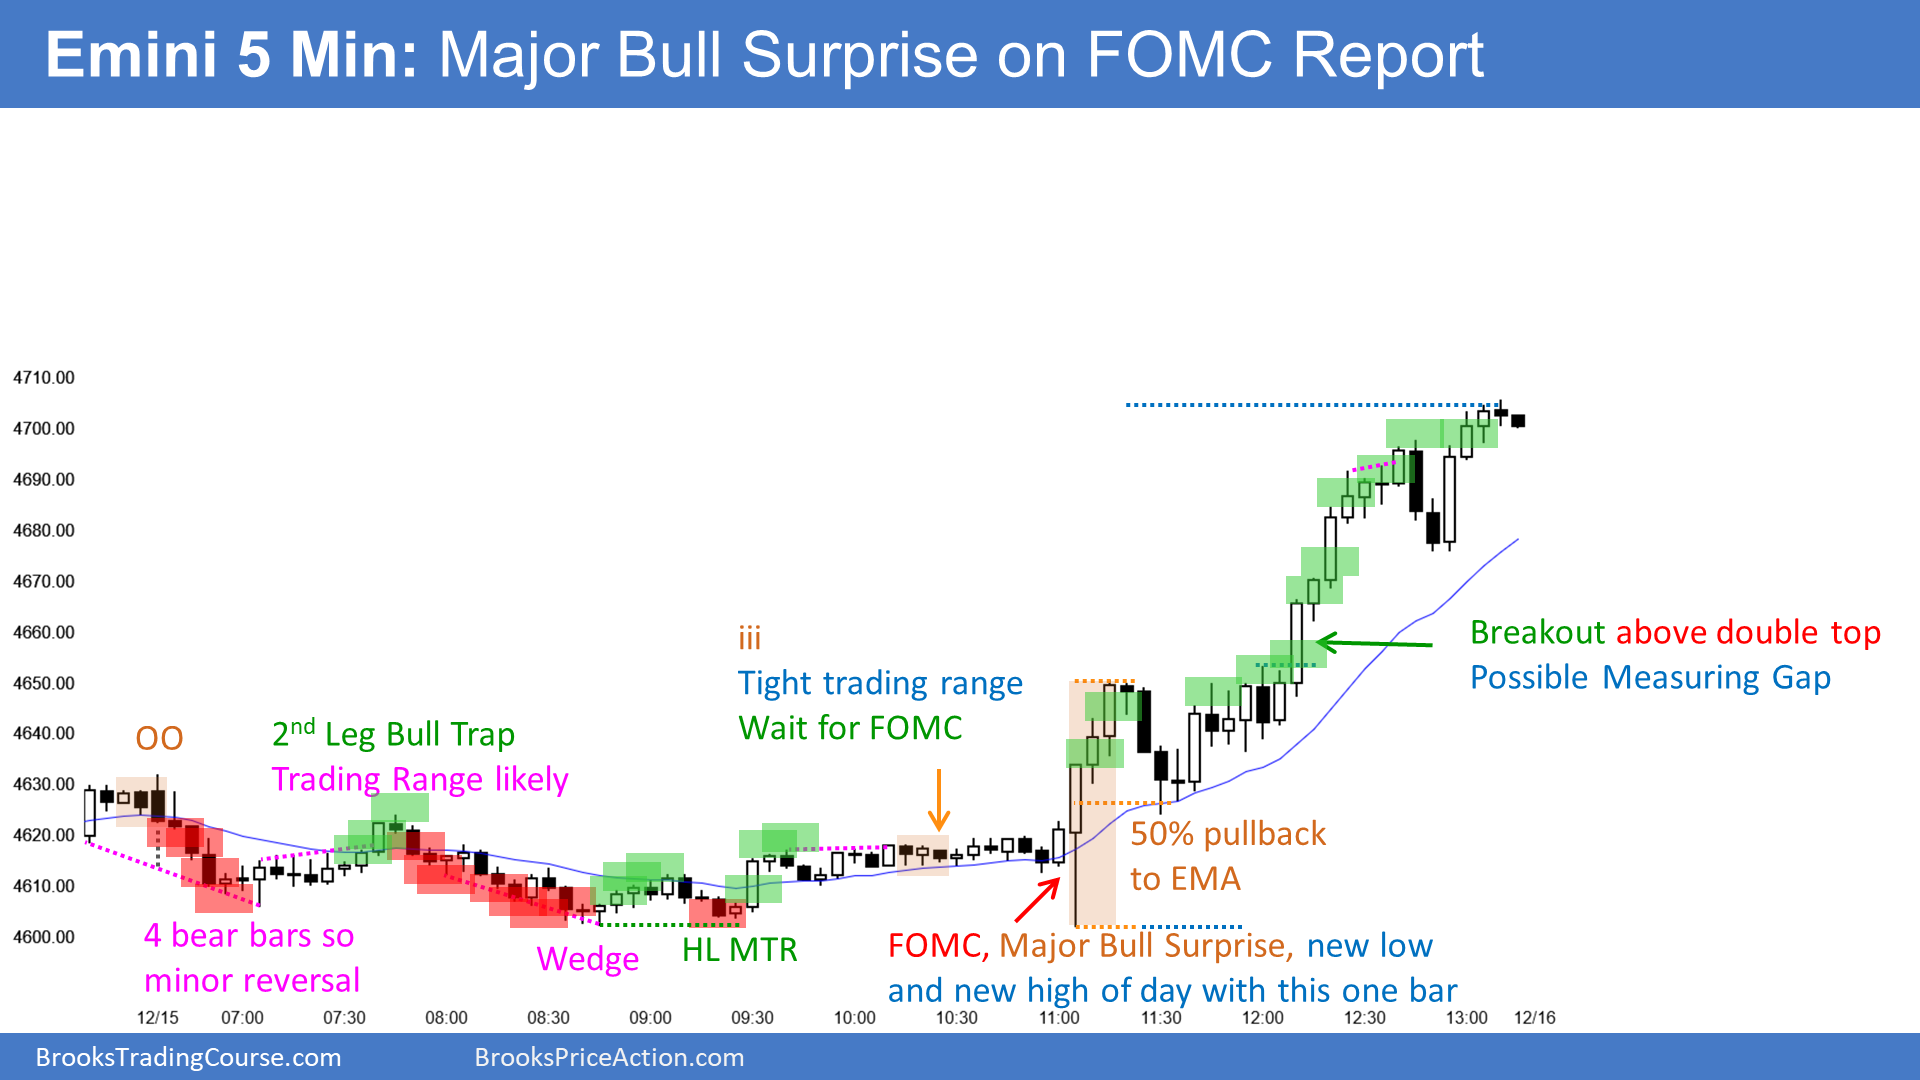 Emini 5 Min: Major Bull Surprise on FOMC Report
4710.00
4700.00
4690.00
4680.00
4670.00
4660.00
4650.00
4640.00
4630.00
4620.00
4610.00
4600.00
OO
4 bear bars so
minor reversal
2nd Leg Bull Trap
Trading Range likely
Wedge
HL MTR
iii
Tight trading range
Wait for FOMC
FOMC, Major Bull Surprise, new low
and new high of day with this one bar
50% pullback
to EMA
Breakout above double top
Possible Measuring Gap
12/15 07:00 07:30 08:00 08:30 09:00 09:30 10:00 10:30 11:00 11:30 12:00 12:30 13:00 12/16
BrooksTradingCourse.com BrooksPriceAction.com